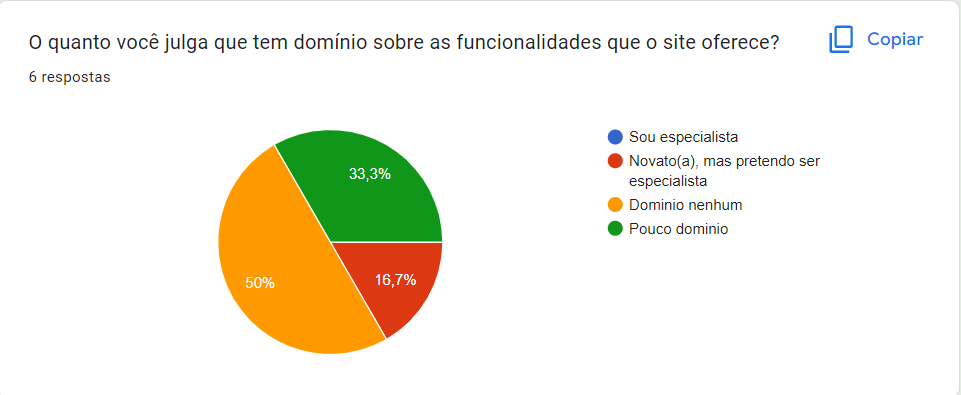 O quanto você julga que tem domínio sobre as funcionalidades que o site oferece?
Copiar
6 respostas
33,3%
50%
16,7%
Sou especialista
Novato(a), mas pretendo ser
especialista
Dominio nenhum
Pouco dominio